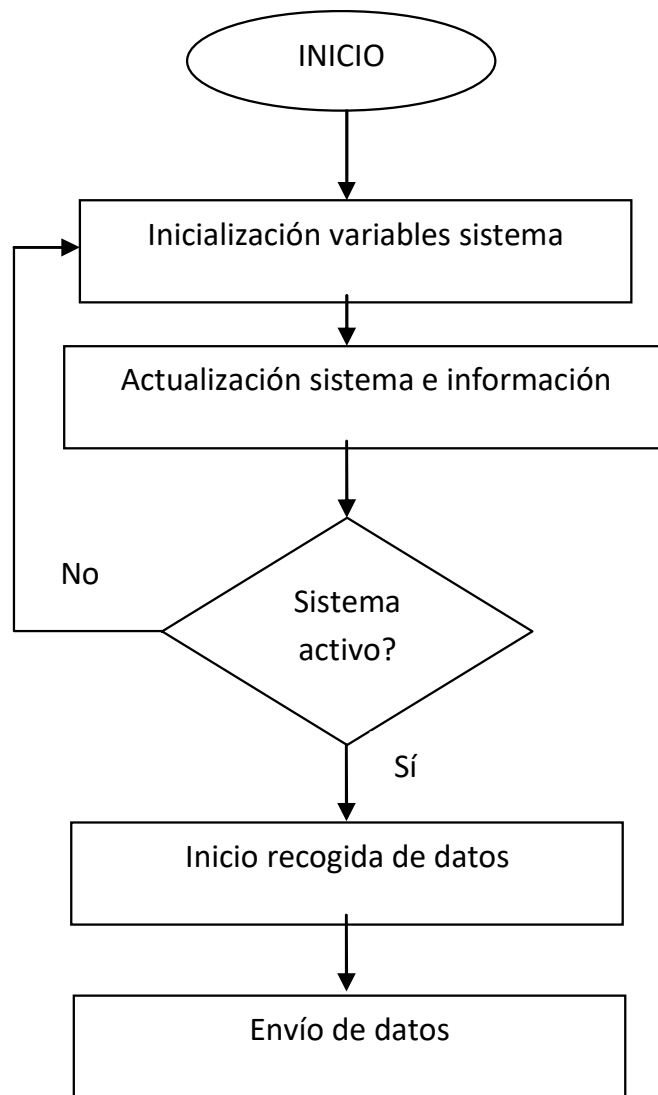 INICIO
Inicialización variables sistema
Actualización sistema e información
No
Sistema
activo?
Sí
Inicio recogida de datos
Envío de datos